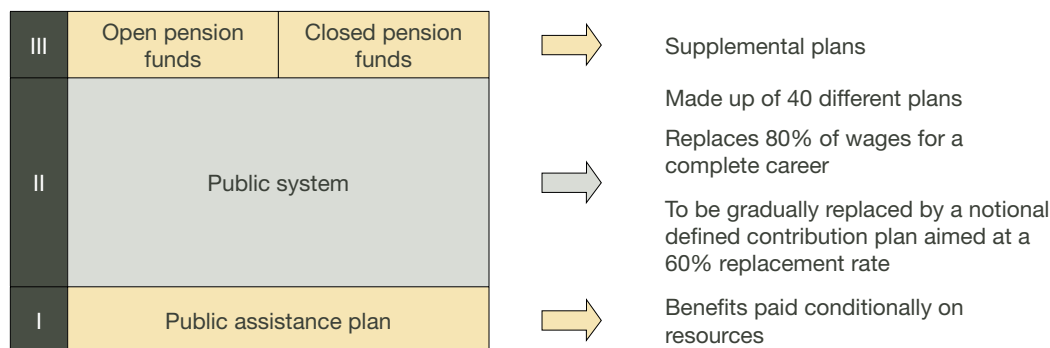 III
Open pension
funds
Closed pension
funds
Supplemental plans
II
Public system
Made up of 40 different plans
Replaces 80% of wages for a
complete career
To be gradually replaced by a notional
defined contribution plan aimed at a
60% replacement rate
I
Public assistance plan
Benefits paid conditionally on
resources